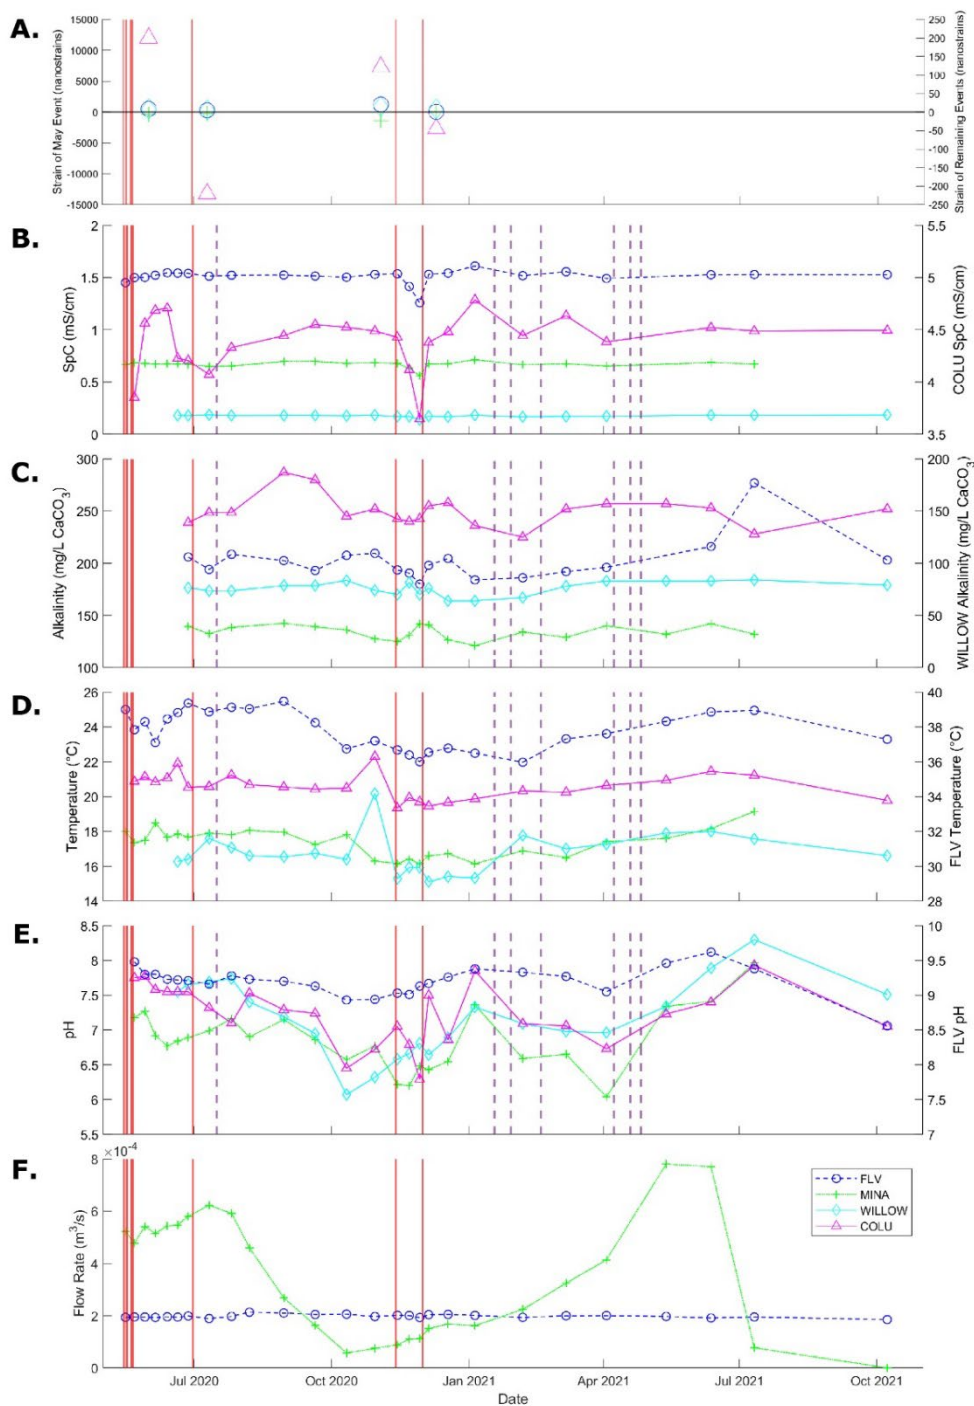 A.
Strain of May Event (nanostrains)
15000
10000
5000
0
-5000
-10000
-15000
250
200
150
100
50
0
-50
-100
-150
-200
-250
Strain of Remaining Events (nanostrains)
B.
SpC (mS/cm)
2
1.5
1
0.5
0
5.5
5
4.5
4
3.5
COLU SpC (mS/cm)
C.
Alkalinity (mg/L CaCO3)
300
250
200
150
100
200
150
100
50
0
WILLOW Alkalinity (mg/L CaCO3)
D.
Temperature (°C)
26
24
22
20
18
16
14
40
38
36
34
32
30
28
FLV Temperature (°C)
E.
pH
8.5
8
7.5
7
6.5
6
5.5
10
9.5
9
8.5
8
7.5
7
FLV pH
F.
Flow Rate (m3/s)
×10-4
8
6
4
2
0
FLV
MINA
WILLOW
COLU
Jul 2020
Oct 2020
Jan 2021
Apr 2021
Jul 2021
Oct 2021
Date